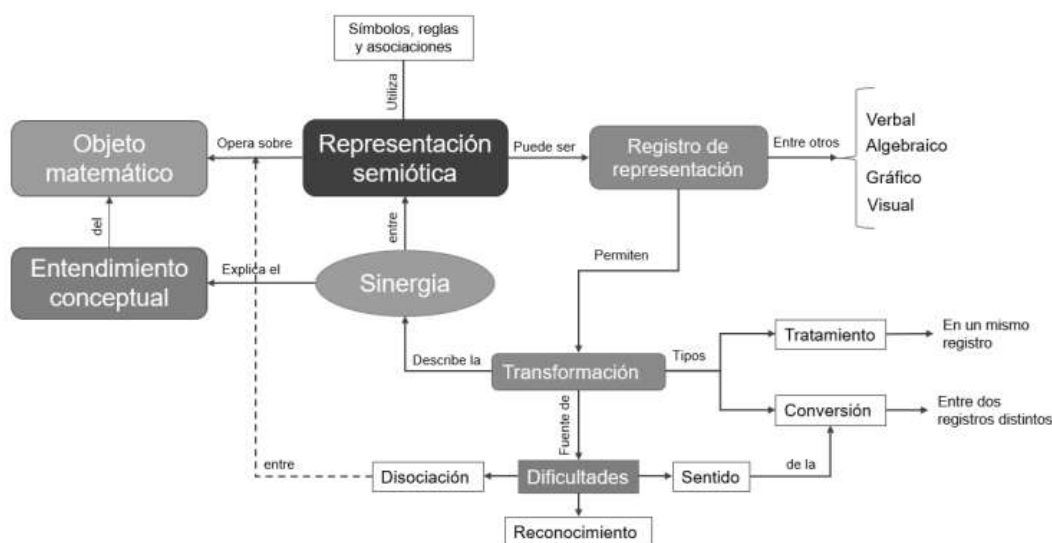 Símbolos, reglas
y asociaciones
Utiliza
Objeto
matemático
Opera sobre
Representación
semiótica
Puede ser
Registro de
representación
Entre otros
Verbal
Algebraico
Gráfico
Visual
del
entre
Permiten
Entendimiento
conceptual
Explica el
Sinergia
Describe la
Transformación
Tipos
Tratamiento
En un mismo
registro
Conversión
Entre dos
registros distintos
Fuente de
entre
Disociación
Dificultades
Sentido
de la
Reconocimiento